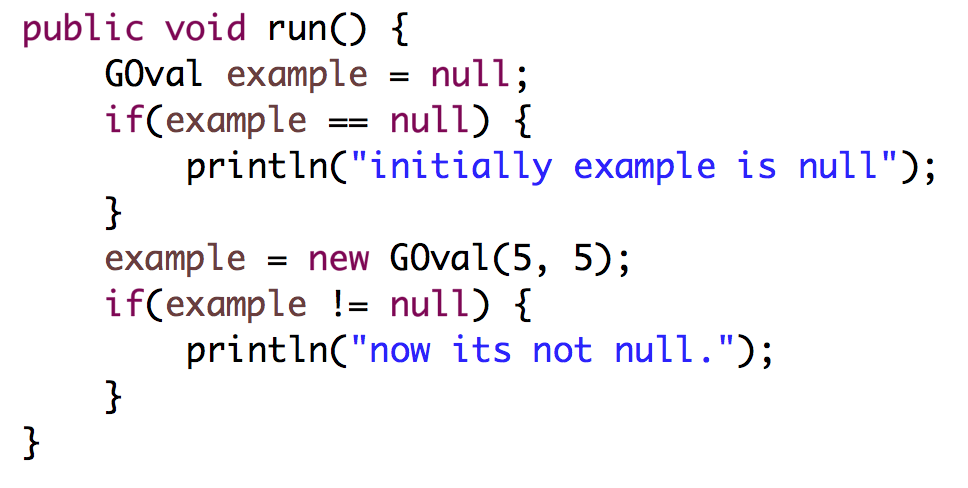 public void run() {
    GOval example = null;
    if(example == null) {
        println("initially example is null");
    }
    example = new GOval(5, 5);
    if(example != null) {
        println("now its not null.");
    }
}